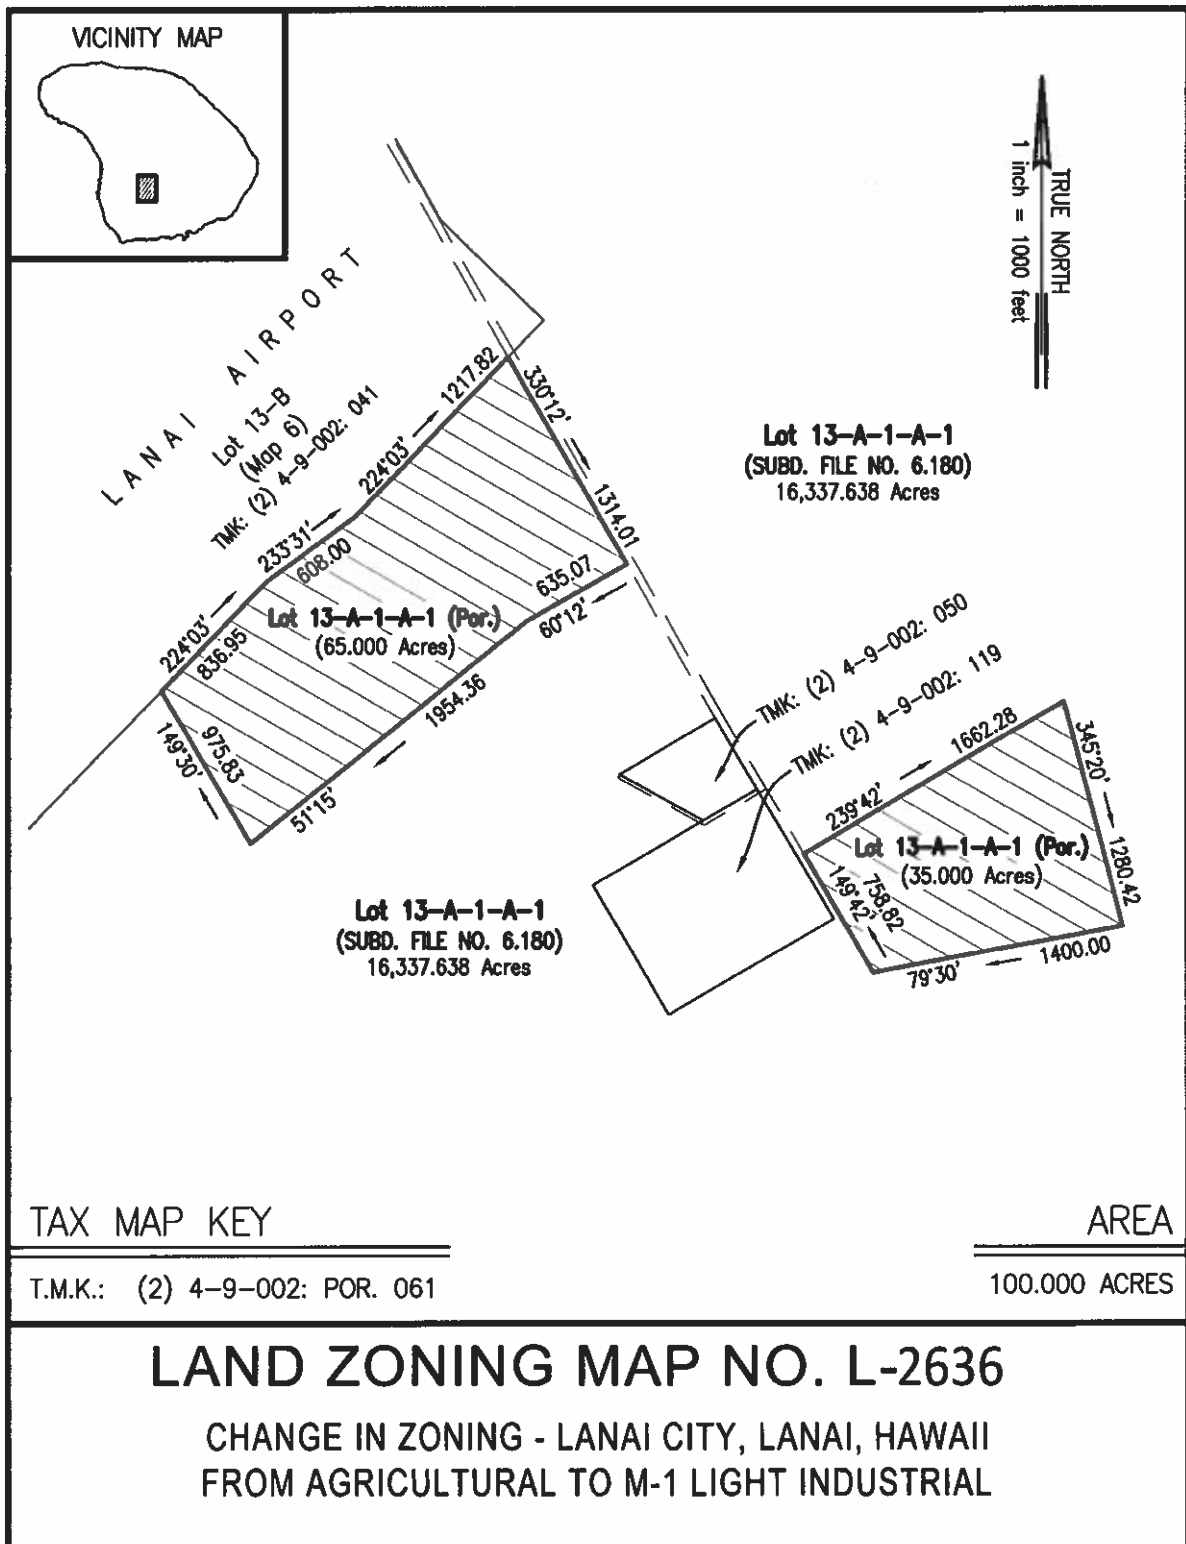 VICINITY MAP
TRUE NORTH
1 inch = 1000 feet
LANAI AIRPORT
Lot 13-B
(Map 6)
TMK: (2) 4-9-002: 041
1217.82
224°03'
233°31'
608.00
224°03'
836.95
330°12'
1314.01
635.07
60°12'
Lot 13-A-1-A-1 (Por.)
(65.000 Acres)
1954.36
51°15'
975.83
149°30'
Lot 13-A-1-A-1
(SUBD. FILE NO. 6.180)
16,337.638 Acres
TMK: (2) 4-9-002: 050
TMK: (2) 4-9-002: 119
1662.28
239°42'
345°20'
1280.42
Lot 13-A-1-A-1 (Por.)
(35.000 Acres)
758.82
149°42'
1400.00
79°30'
Lot 13-A-1-A-1
(SUBD. FILE NO. 6.180)
16,337.638 Acres
TAX MAP KEY
AREA
T.M.K.: (2) 4-9-002: POR. 061
100.000 ACRES
LAND ZONING MAP NO. L-2636
CHANGE IN ZONING - LANAI CITY, LANAI, HAWAII
FROM AGRICULTURAL TO M-1 LIGHT INDUSTRIAL